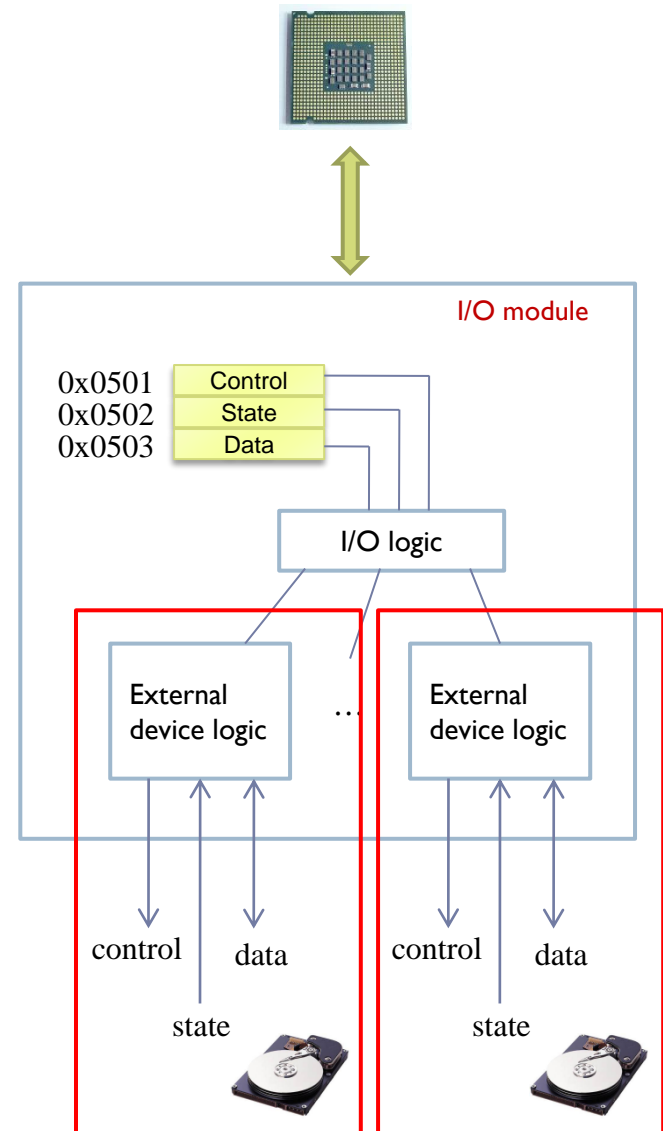 I/O module
0x0501 Control
0x0502 State
0x0503 Data
I/O logic
External
device logic
...
External
device logic
control
data
state
control
data
state